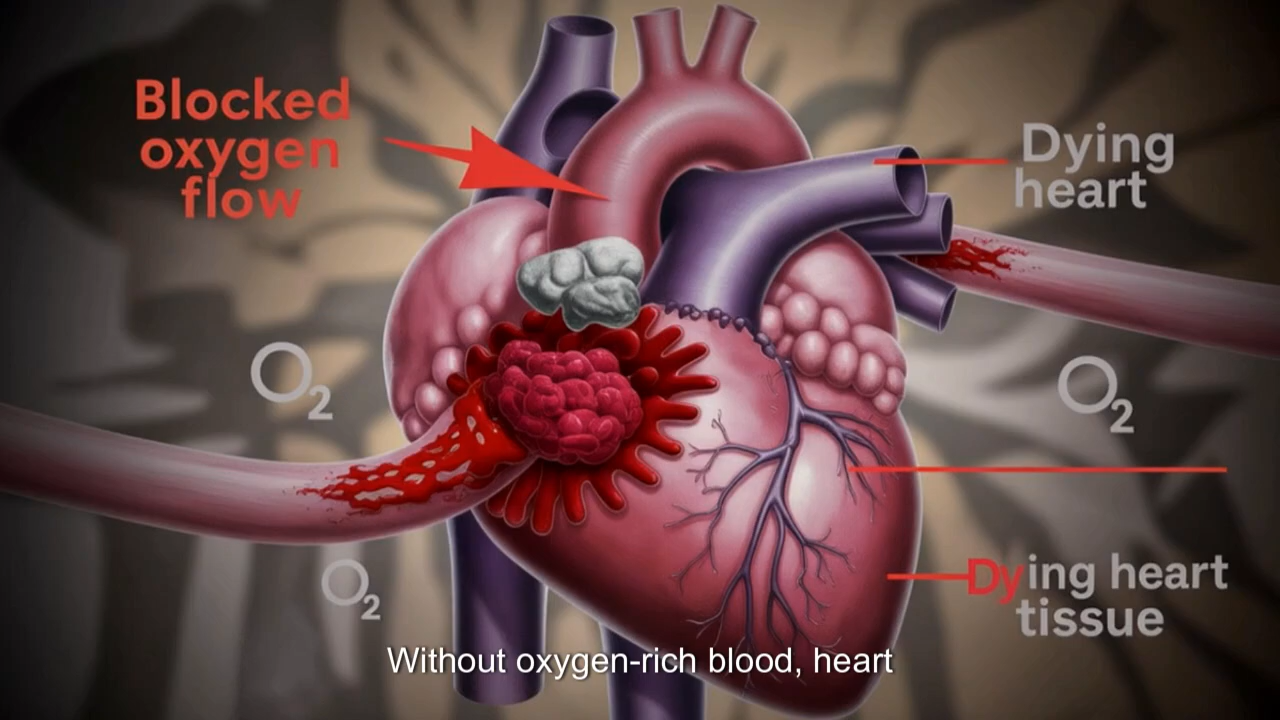 Blocked
oxygen
flow
Dying
heart
O2
O2
O2
Dying heart
tissue
Without oxygen-rich blood, heart